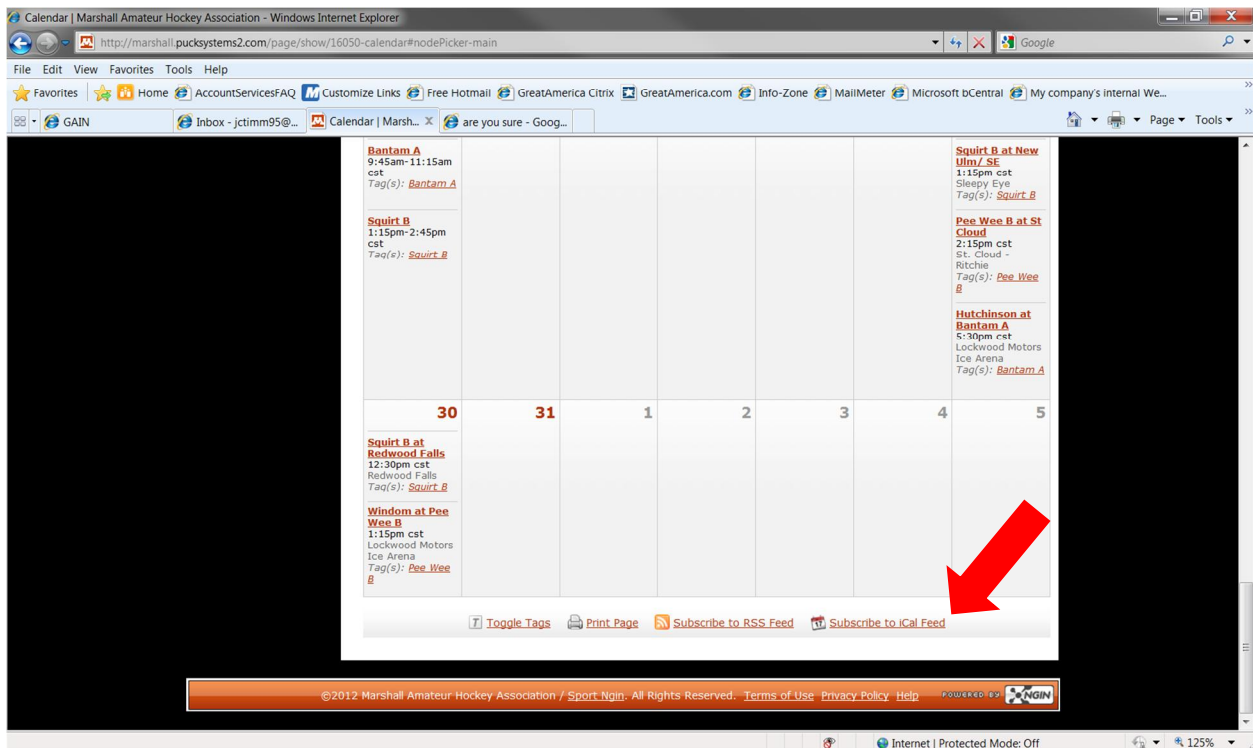 Calendar | Marshall Amateur Hockey Association - Windows Internet Explorer
http://marshall.pucksystems2.com/page/show/16050-calendar#nodePicker-main
Google
File Edit View Favorites Tools Help
Favorites Home AccountServicesFAQ Customize Links Free Hotmail GreatAmerica Citrix GreatAmerica.com Info-Zone MailMeter Microsoft bCentral My company's internal We...
GAIN Inbox - jctimm95@... Calendar | Marsh... X are you sure - Goog... Page Tools
Bantam A
9:45am-11:15am
cst
Tag(s): Bantam A
Squirt B
1:15pm-2:45pm
cst
Tag(s): Squirt B
Squirt B at New
Ulm/ SE
1:15pm cst
Sleepy Eye
Tag(s): Squirt B
Pee Wee B at St
Cloud
2:15pm cst
St. Cloud -
Ritchie
Tag(s): Pee Wee
B
Hutchinson at
Bantam A
5:30pm cst
Lockwood Motors
Ice Arena
Tag(s): Bantam A
30 31 1 2 3 4 5
Squirt B at
Redwood Falls
12:30pm cst
Redwood Falls
Tag(s): Squirt B
Windom at Pee
Wee B
1:15pm cst
Lockwood Motors
Ice Arena
Tag(s): Pee Wee
B
T Toggle Tags Print Page Subscribe to RSS Feed 17 Subscribe to iCal Feed
©2012 Marshall Amateur Hockey Association / Sport Ngin. All Rights Reserved. Terms of Use Privacy Policy Help POWERED BY NGIN
Internet | Protected Mode: Off 125%